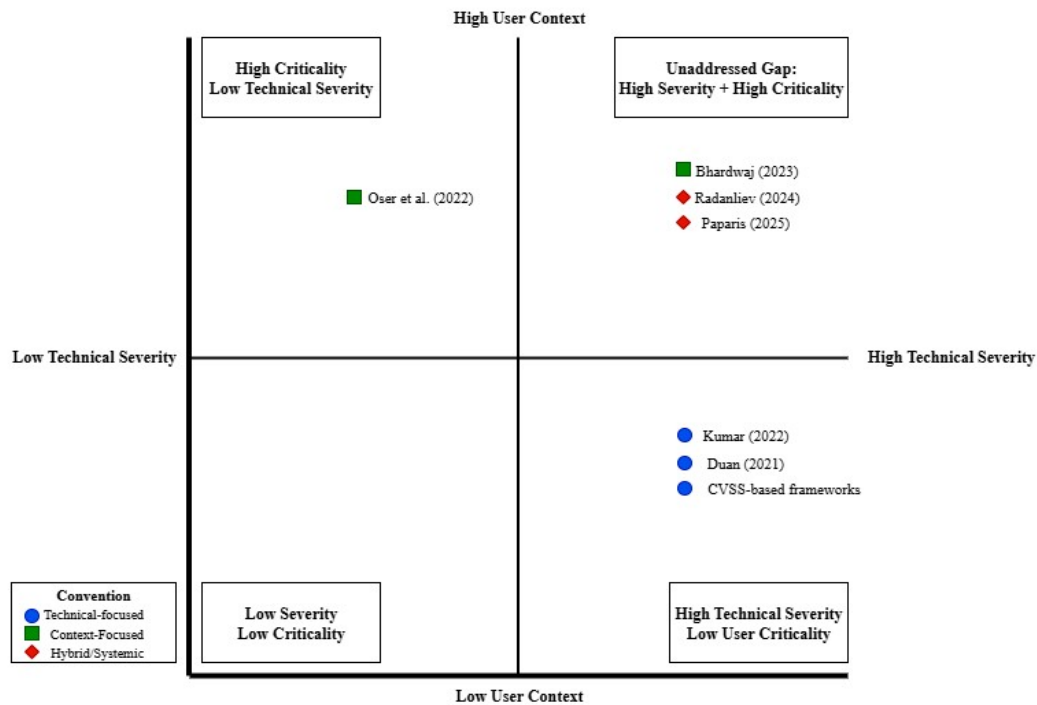 High User Context
High Criticality
Low Technical Severity
Unaddressed Gap:
High Severity + High Criticality
Bhardwaj (2023)
Oser et al. (2022)
Radanliev (2024)
Paparis (2025)
Low Technical Severity
High Technical Severity
Kumar (2022)
Duan (2021)
CVSS-based frameworks
Convention
Technical-focused
Context-Focused
Hybrid/Systemic
Low Severity
Low Criticality
High Technical Severity
Low User Criticality
Low User Context